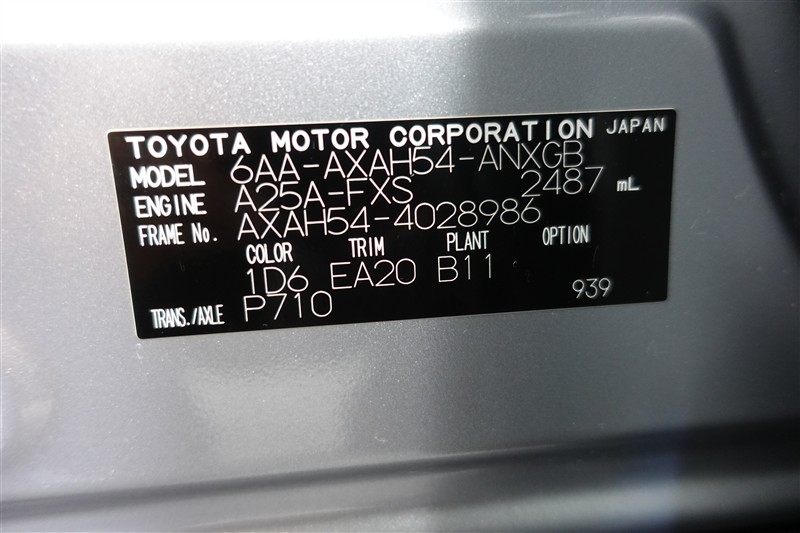 TOYOTA MOTOR CORPORATION JAPAN
MODEL 6AA-AXAH54-ANXGB
ENGINE A25A-FXS 2487 mL
FRAME No. AXAH54-4028986
COLOR TRIM PLANT OPTION
1D6 EA20 B11
TRANS./AXLE P710 939